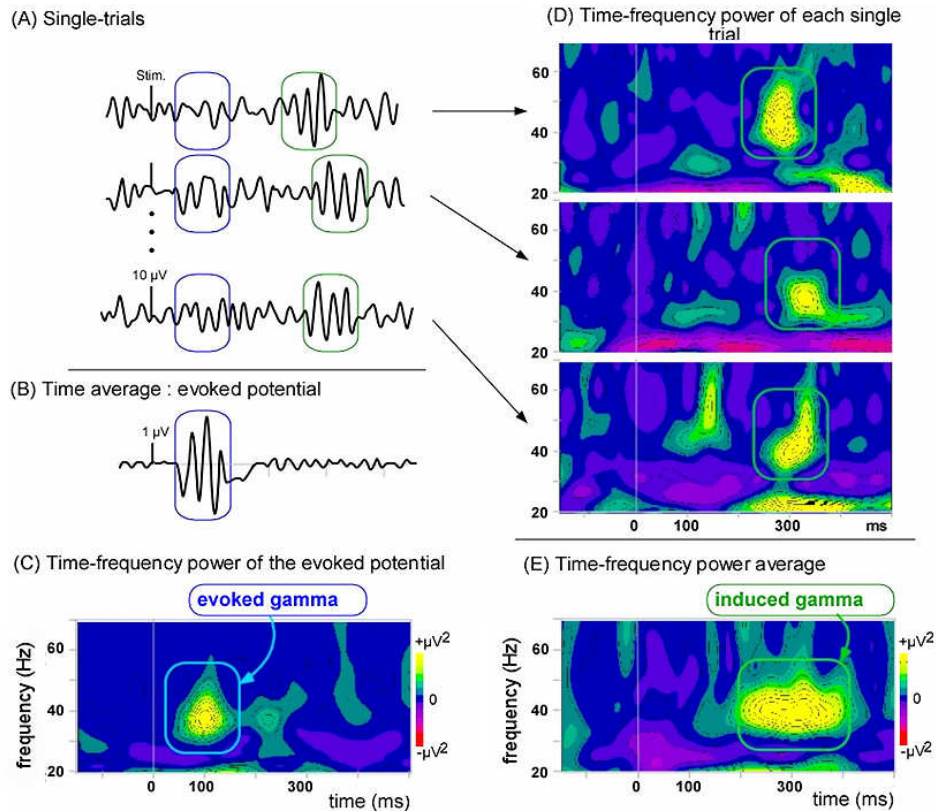 (A) Single-trials
Stim.
10 µV
(B) Time average : evoked potential
1 µV
(C) Time-frequency power of the evoked potential
evoked gamma
frequency (Hz)
60
40
20
0
100
300
time (ms)
+µV²
0
-µV²
(D) Time-frequency power of each single
trial
60
40
20
60
40
20
60
40
20
0
100
300
ms
(E) Time-frequency power average
induced gamma
frequency (Hz)
60
40
20
0
100
300
time (ms)
+µV²
0
-µV²